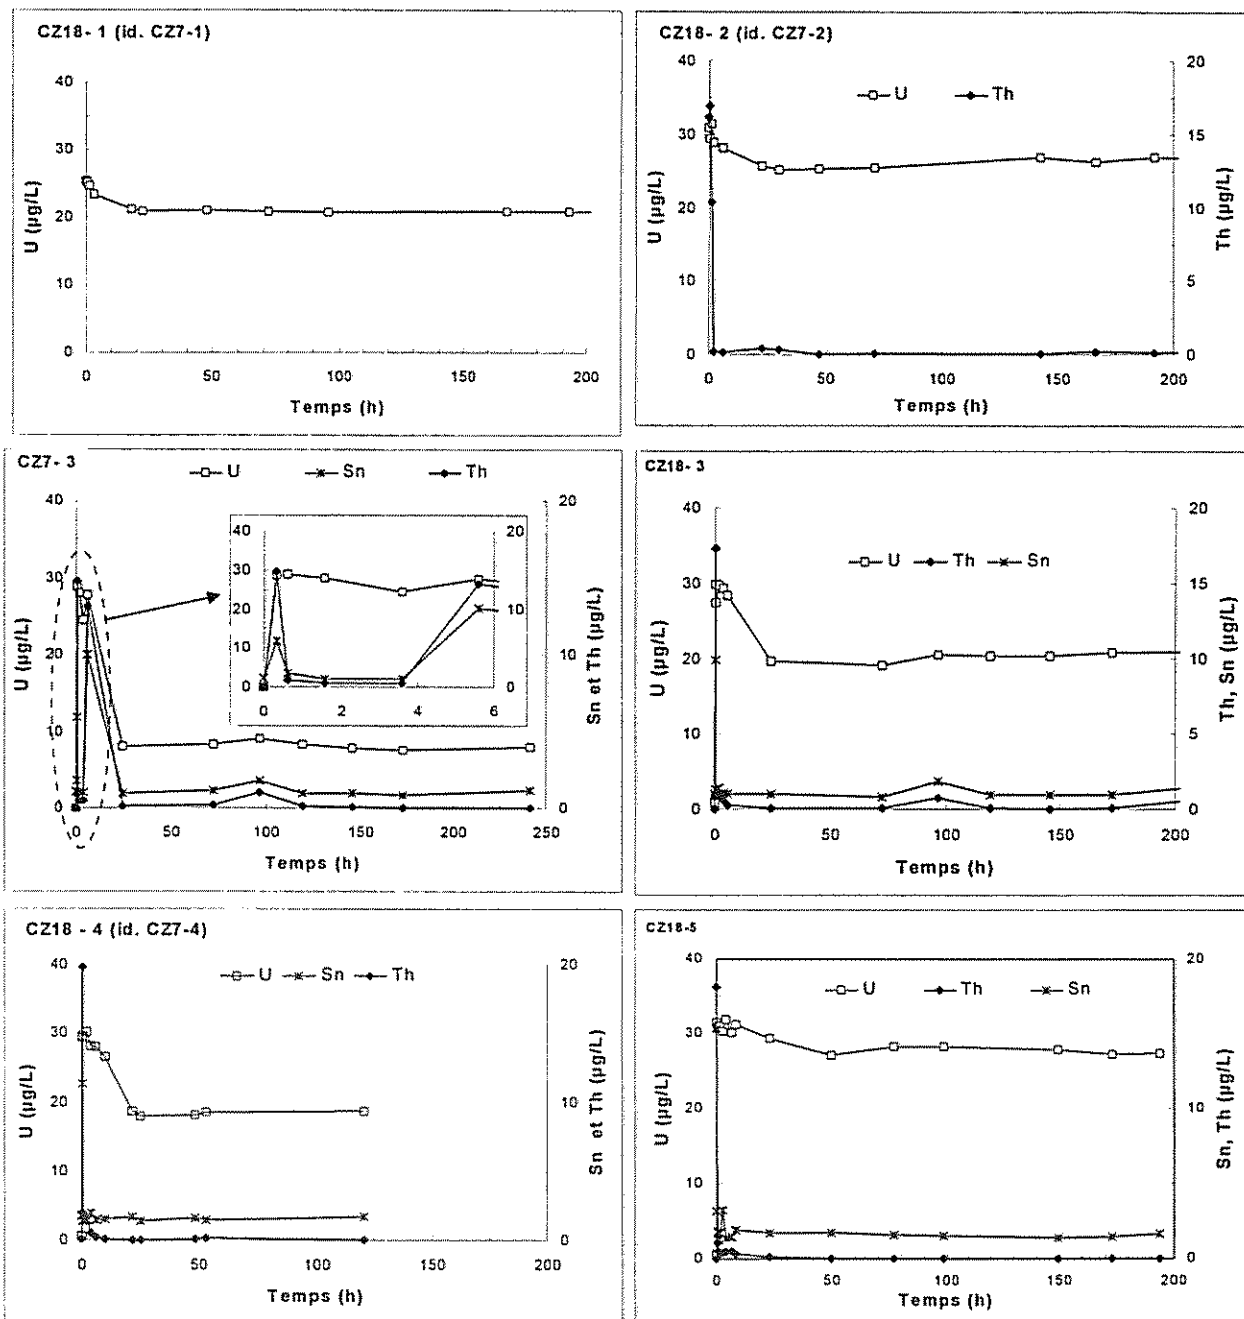 CZ18- 1 (id. CZ7-1)
40
30
20
10
0
U (µg/L)
0 50 100 150 200
Temps (h)
CZ18- 2 (id. CZ7-2)
U Th
40
30
20
10
0
U (µg/L)
20
15
10
5
0
Th (µg/L)
0 50 100 150 200
Temps (h)
CZ7- 3
U Sn Th
40
30
20
10
0
U (µg/L)
20
10
0
Sn et Th (µg/L)
40
30
20
10
0
20
10
0
0 2 4 6
0 50 100 150 200 250
Temps (h)
CZ18- 3
U Th Sn
40
30
20
10
0
U (µg/L)
20
15
10
5
0
Th, Sn (µg/L)
0 50 100 150 200
Temps (h)
CZ18 - 4 (id. CZ7-4)
U Sn Th
40
30
20
10
0
U (µg/L)
20
10
0
Sn et Th (µg/L)
0 50 100 150 200
Temps (h)
CZ18-5
U Th Sn
40
30
20
10
0
U (µg/L)
20
10
0
Sn, Th (µg/L)
0 50 100 150 200
Temps (h)